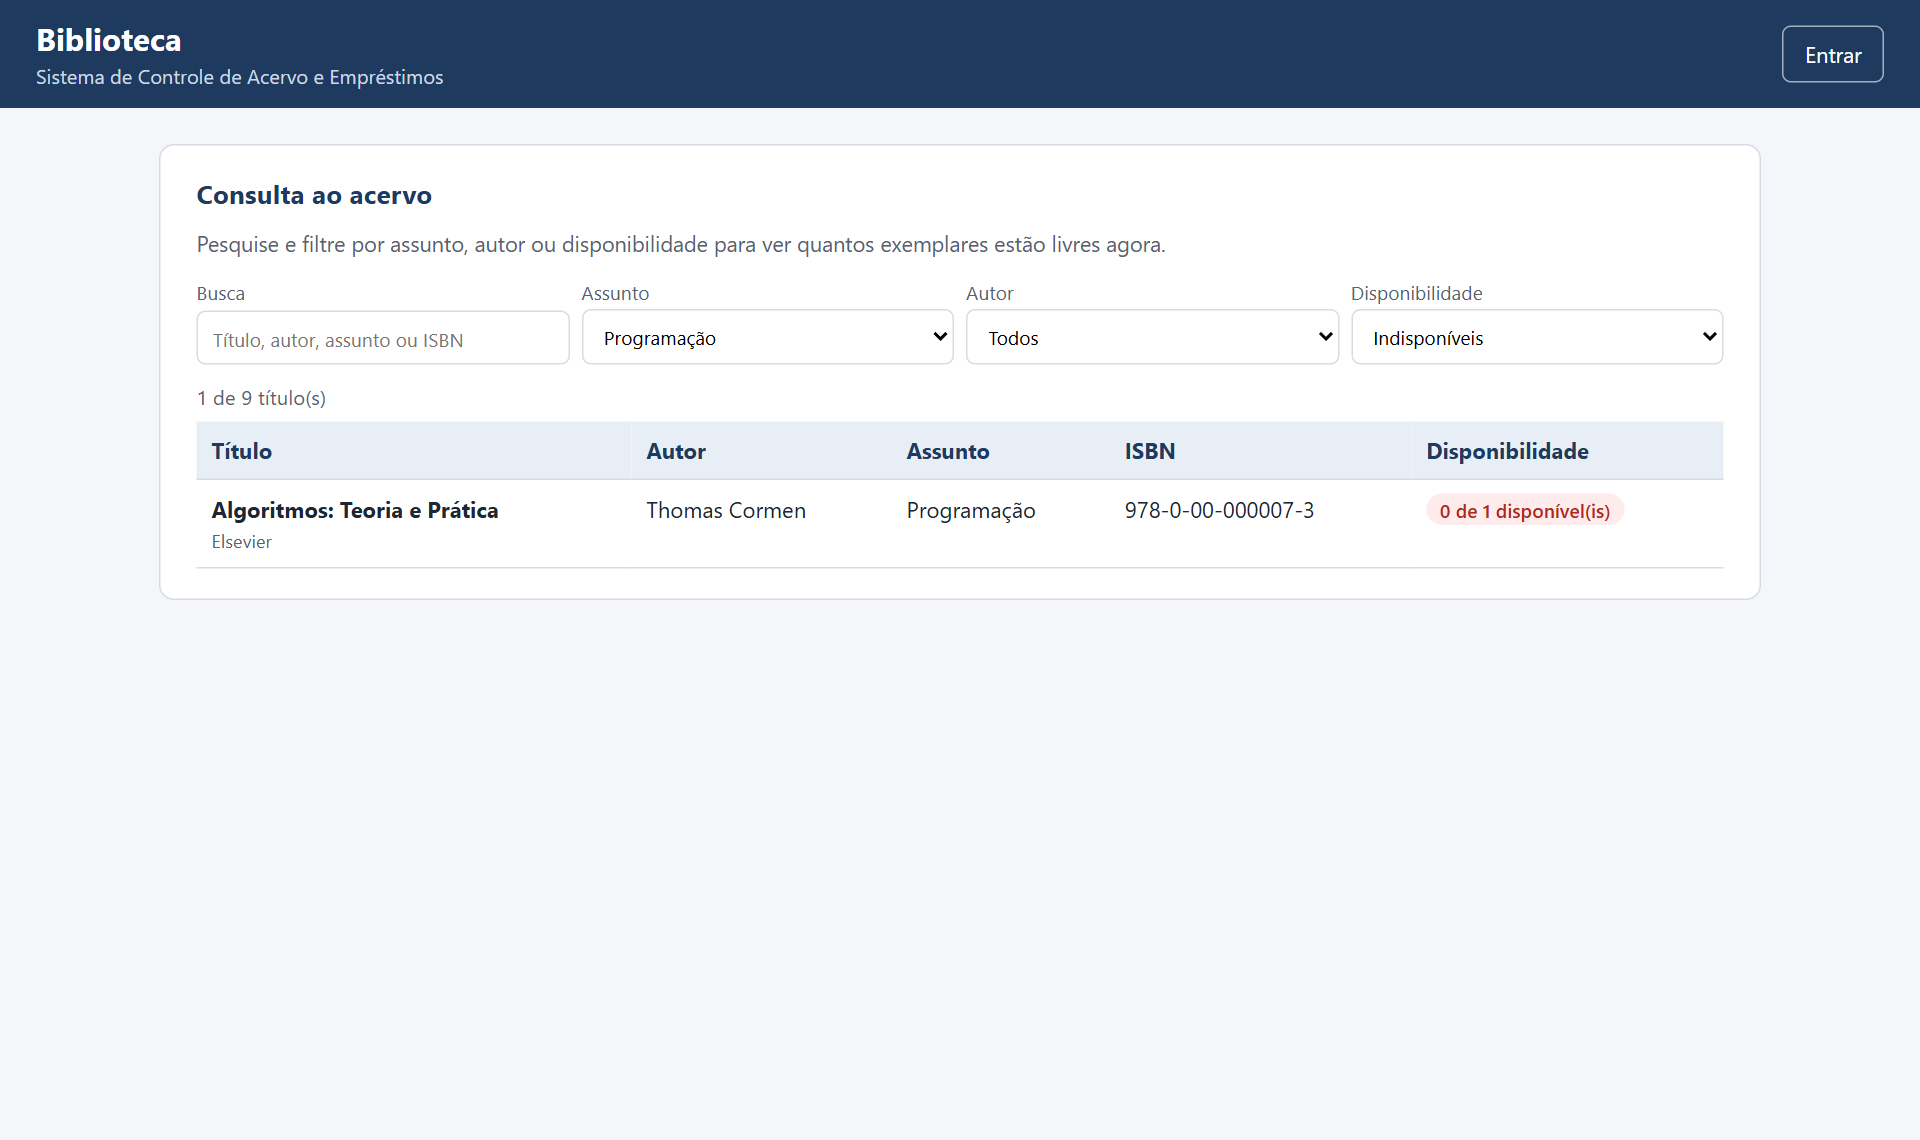 Biblioteca
Sistema de Controle de Acervo e Empréstimos
Entrar
Consulta ao acervo
Pesquise e filtre por assunto, autor ou disponibilidade para ver quantos exemplares estão livres agora.
Busca Assunto Autor Disponibilidade
Título, autor, assunto ou ISBN Programação Todos Indisponíveis
1 de 9 título(s)
Título Autor Assunto ISBN Disponibilidade
Algoritmos: Teoria e Prática Thomas Cormen Programação 978-0-00-000007-3 0 de 1 disponível(is)
Elsevier